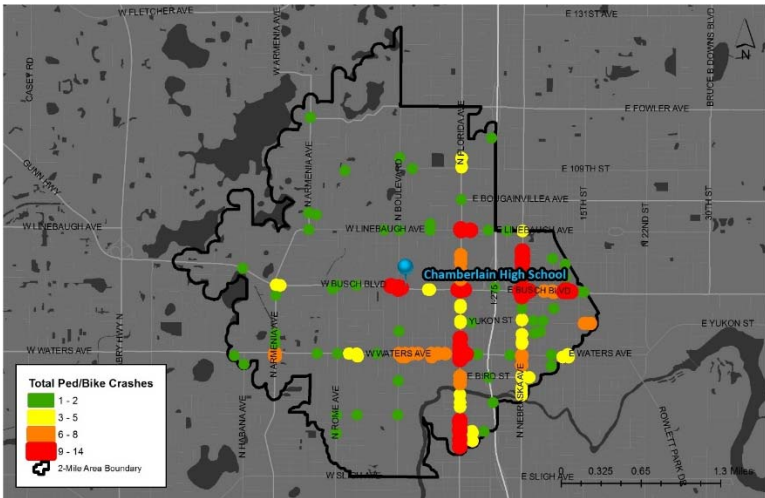 W FLETCHER AVE
E 131ST AVE
W ARMENIA AVE
CASEY RD
BRUCE B DOWNS BLVD
N
N FLORIDA AVE
E FOWLER AVE
GUNN HWY
N ARMENIA AVE
N BOULEVARD
E 109TH ST
E BOUGAINVILLEA AVE
15TH ST
N 22ND ST
30TH ST
W LINEBAUGH AVE
W LINEBAUGH AVE
E LINEBAUGH AVE
Chamberlain High School
W BUSCH BLVD
I 275
E BUSCH BLVD
YUKON ST
E YUKON ST
ABRY HWY N
W WATERS AVE
N ARMENIA AVE
W WATERS AVE
E WATERS AVE
E BIRD ST
N NEBRASKA AVE
N HABANA AVE
N ROME AVE
ROWLETT PARK DR
W SLIGH AVE
E SLIGH AVE
0 0.325 0.65 1.3 Miles
Total Ped/Bike Crashes
1 - 2
3 - 5
6 - 8
9 - 14
2-Mile Area Boundary